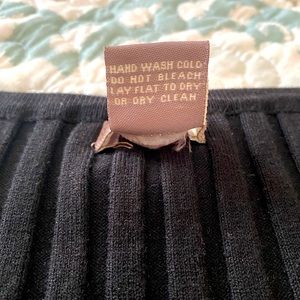 HAND WASH COLD
DO NOT BLEACH
LAY FLAT TO DRY
OR DRY CLEAN